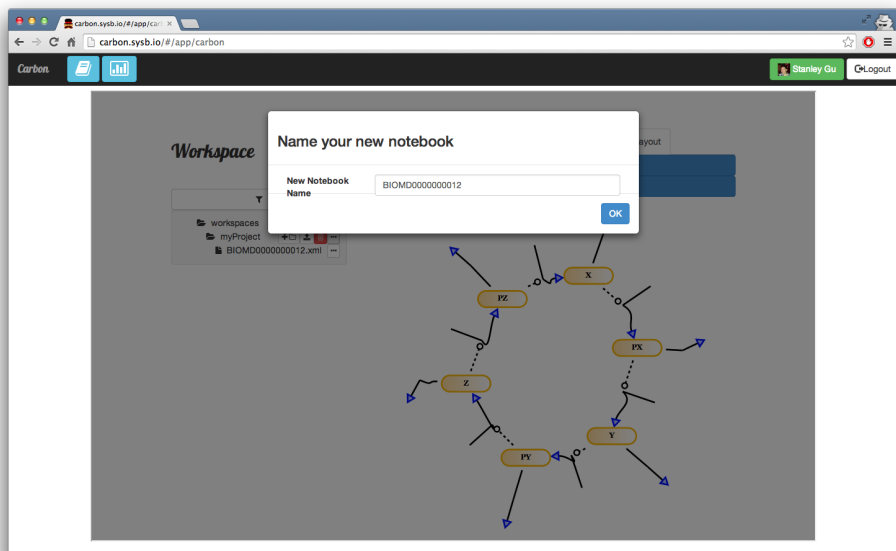 carbon.sysb.io/#/app/carb
carbon.sysb.io/#/app/carbon
Carbon
Stanley Gu
Logout
Name your new notebook
New Notebook
Name
BIOMD0000000012
OK
Workspace
ayout
workspaces
myProject
BIOMD0000000012.xml
X
PZ
PX
Z
Y
PY